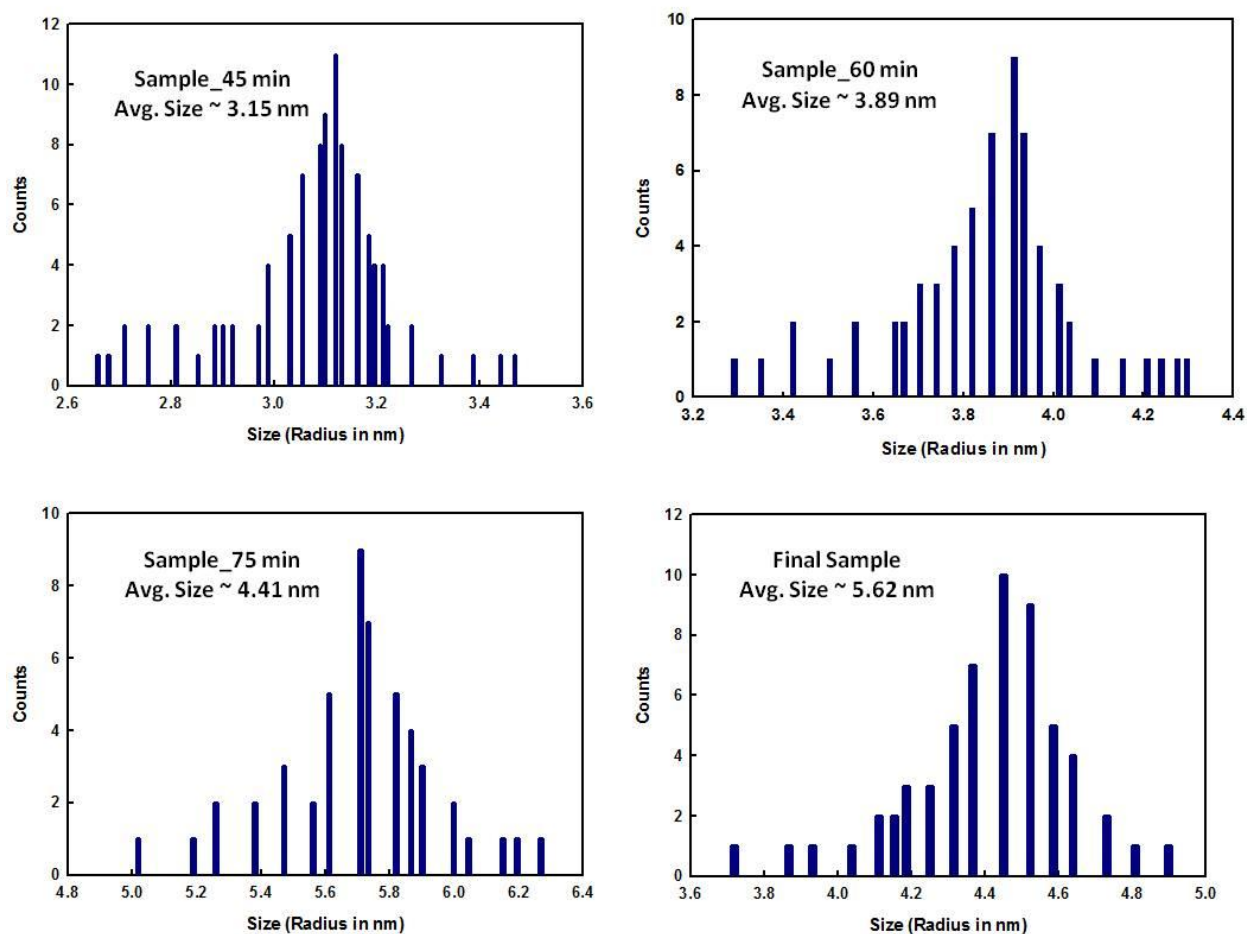 12
10
8
6
4
2
0
Counts
Sample_45 min
Avg. Size ~ 3.15 nm
2.6 2.8 3.0 3.2 3.4 3.6
Size (Radius in nm)
10
8
6
4
2
0
Counts
Sample_60 min
Avg. Size ~ 3.89 nm
3.2 3.4 3.6 3.8 4.0 4.2 4.4
Size (Radius in nm)
10
8
6
4
2
0
Counts
Sample_75 min
Avg. Size ~ 4.41 nm
4.8 5.0 5.2 5.4 5.6 5.8 6.0 6.2 6.4
Size (Radius in nm)
12
10
8
6
4
2
0
Counts
Final Sample
Avg. Size ~ 5.62 nm
3.6 3.8 4.0 4.2 4.4 4.6 4.8 5.0
Size (Radius in nm)